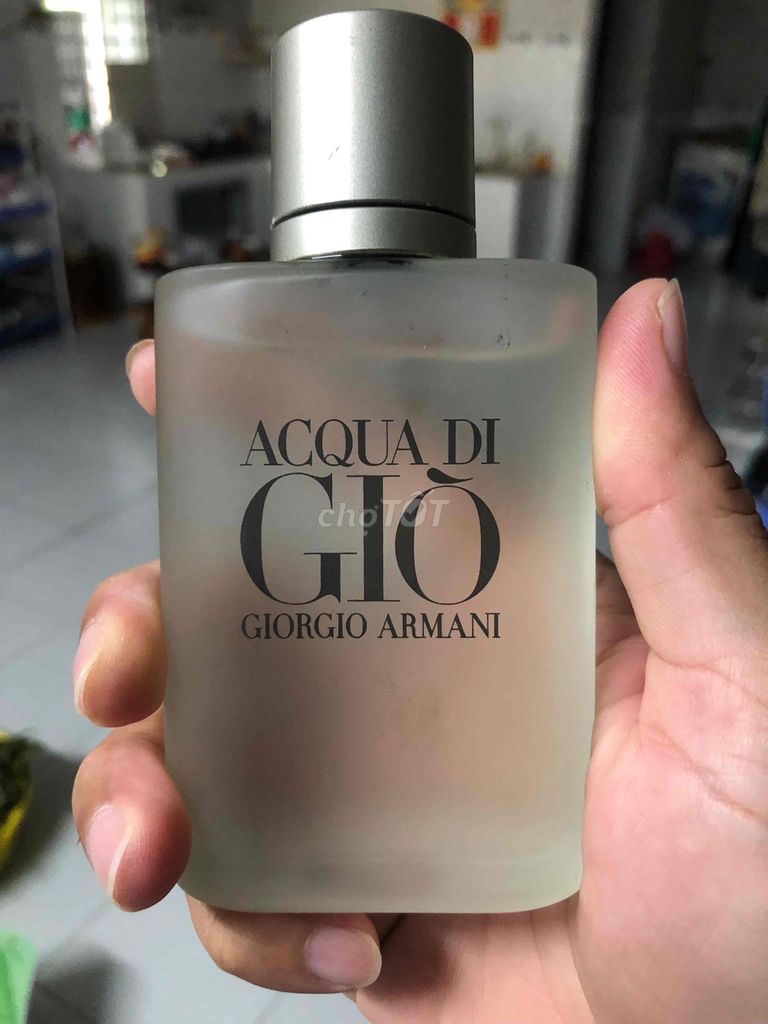 ACQUA DI
GIÒ
chợTỐT
GIORGIO ARMANI